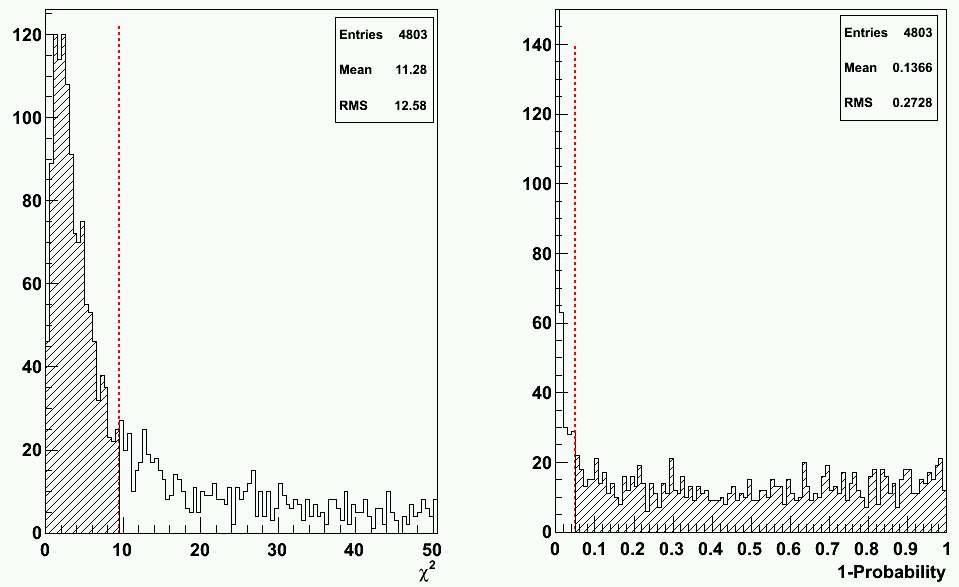 Entries 4803
Mean 11.28
RMS 12.58
120
100
80
60
40
20
0
0 10 20 30 40 50
χ2
Entries 4803
Mean 0.1366
RMS 0.2728
140
120
100
80
60
40
20
0
0 0.1 0.2 0.3 0.4 0.5 0.6 0.7 0.8 0.9 1
1-Probability